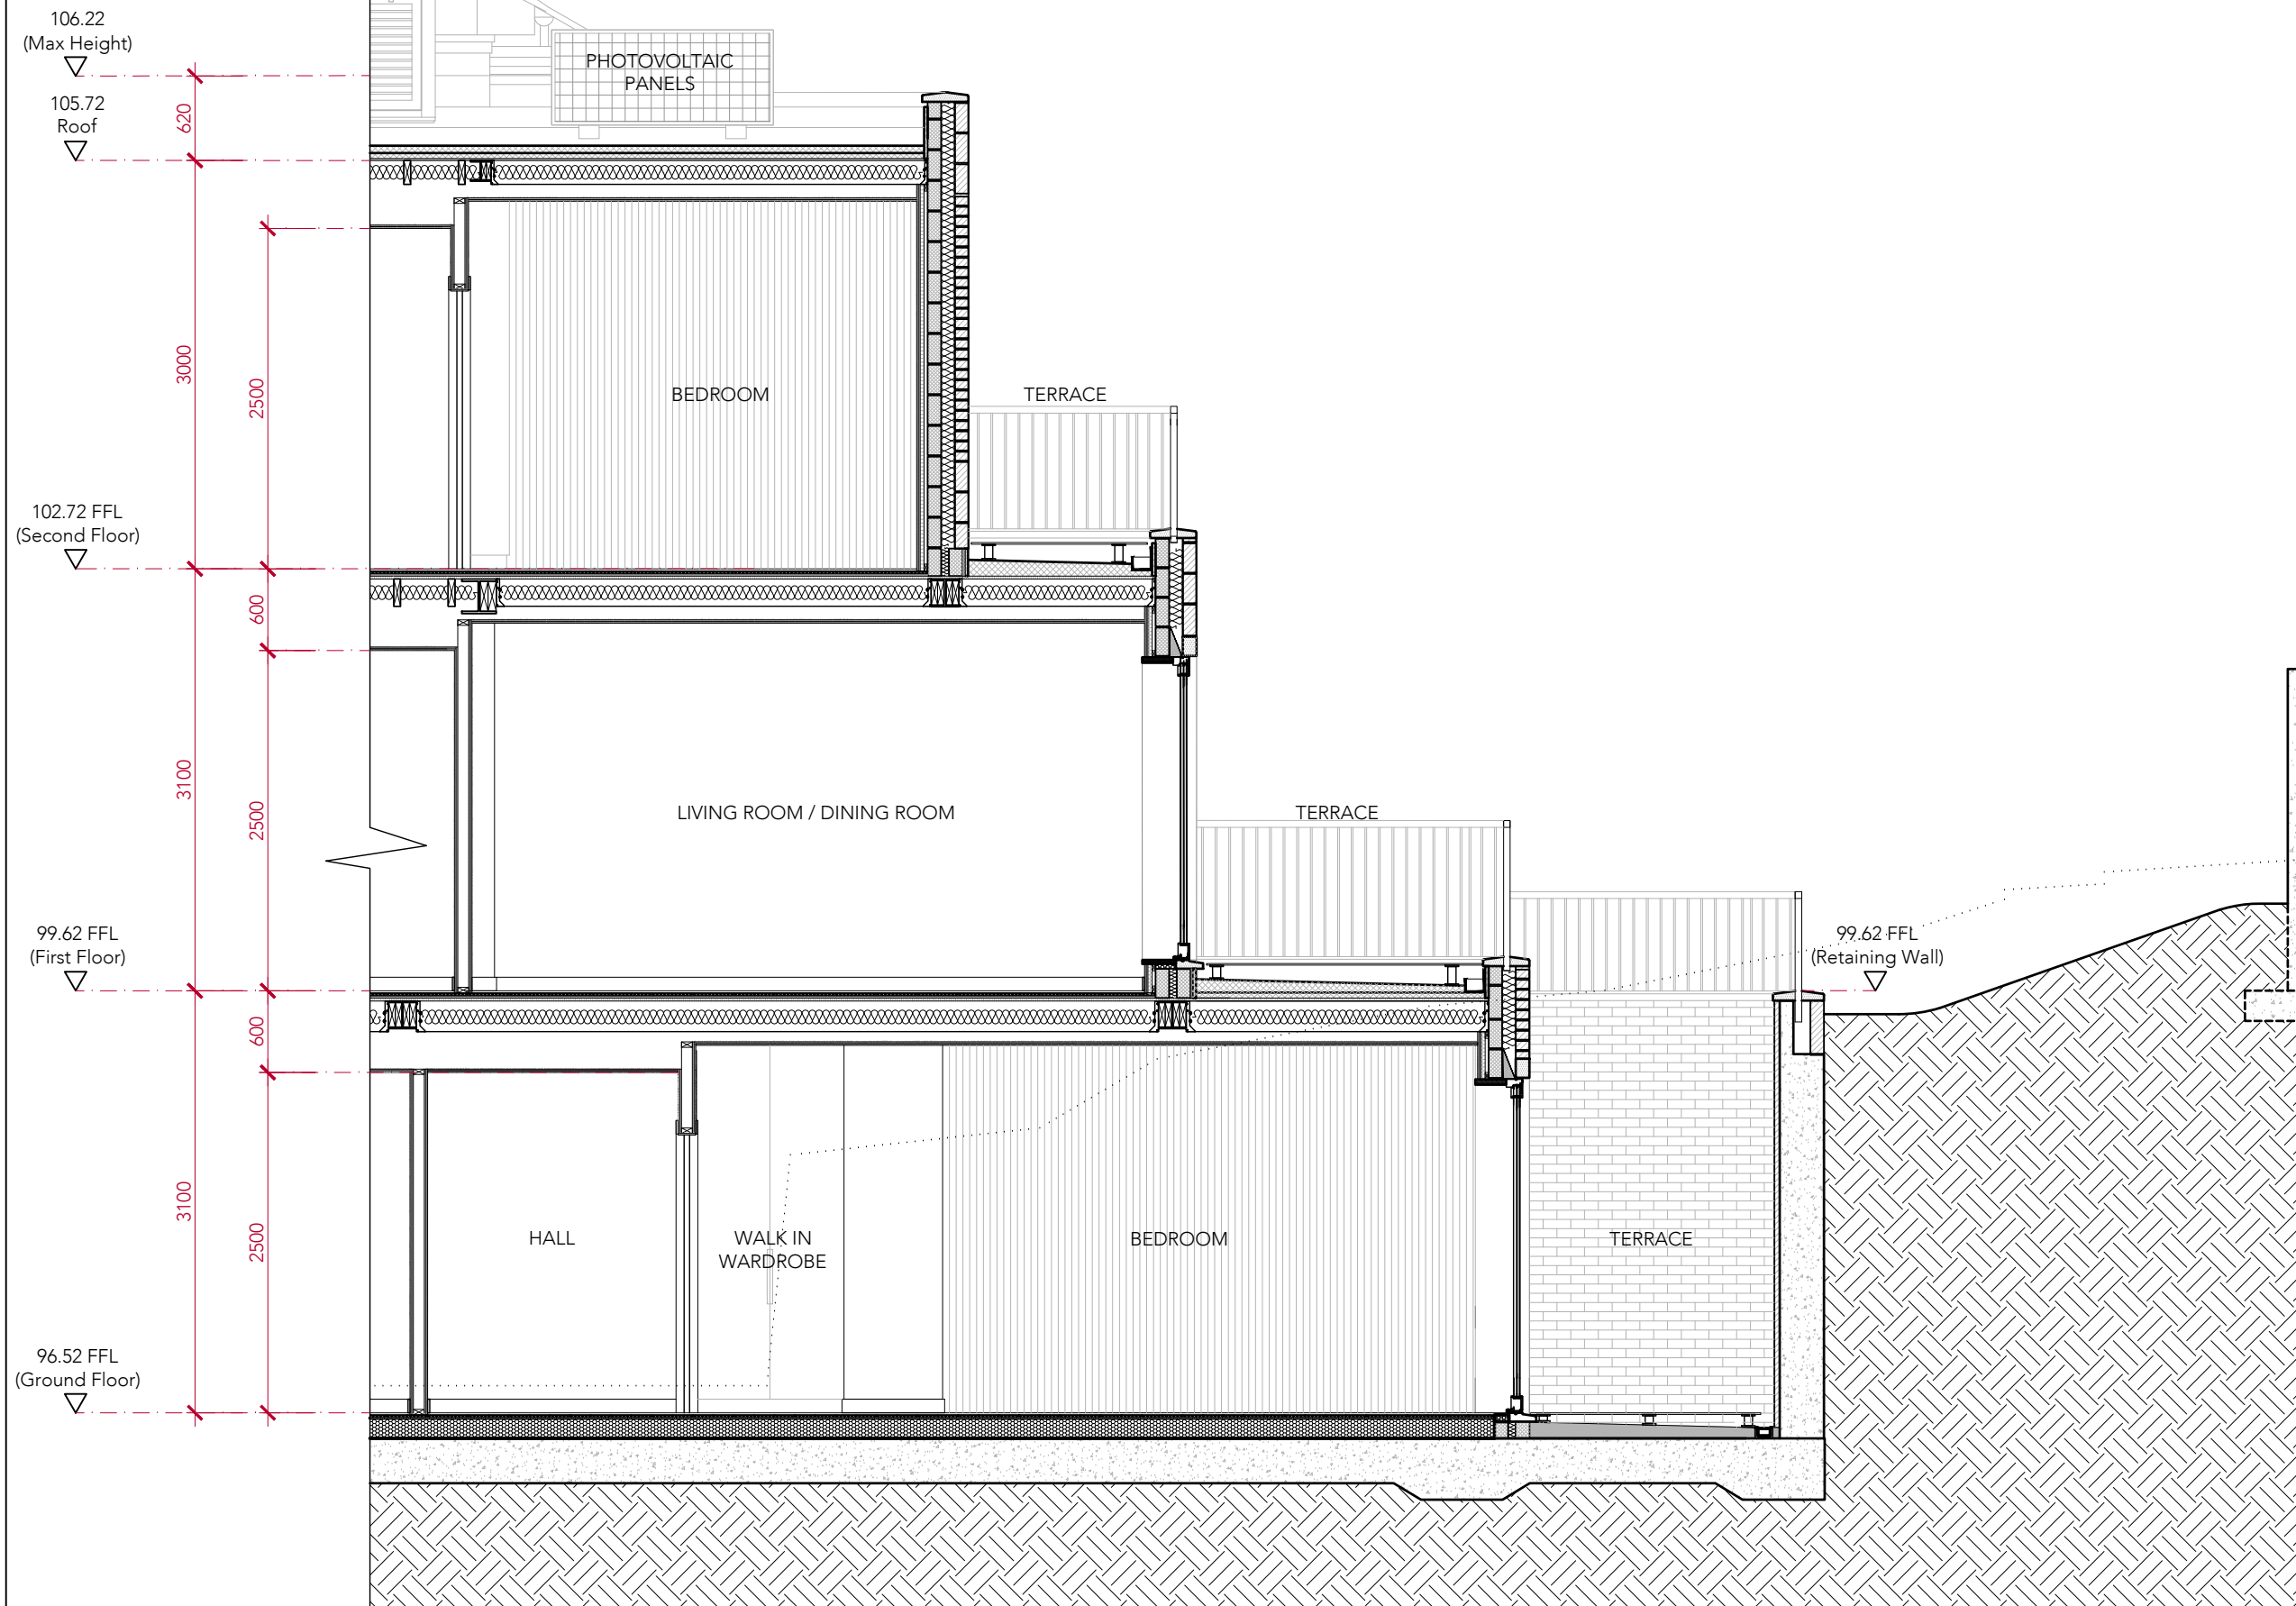 106.22
(Max Height)
105.72
Roof
620
PHOTOVOLTAIC
PANELS
3000
2500
BEDROOM
TERRACE
102.72 FFL
(Second Floor)
600
3100
2500
LIVING ROOM / DINING ROOM
TERRACE
99.62 FFL
(First Floor)
99.62 FFL
(Retaining Wall)
600
3100
2500
HALL
WALK IN
WARDROBE
BEDROOM
TERRACE
96.52 FFL
(Ground Floor)